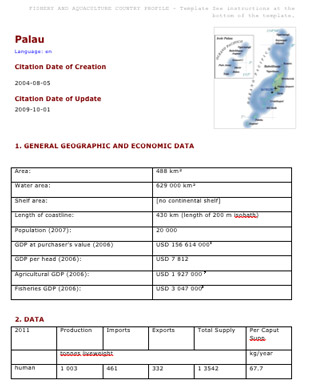 FISHERY AND AQUACULTURE COUNTRY PROFILE - Template See instructions at the
bottom of the template.
Palau
Language: en
Citation Date of Creation
2004-08-05
Citation Date of Update
2009-10-01
1. GENERAL GEOGRAPHIC AND ECONOMIC DATA
Area: 488 km²
Water area: 629 000 km²
Shelf area: [no continental shelf]
Length of coastline: 430 km (length of 200 m isobath)
Population (2007): 20 000
GDP at purchaser's value (2006) USD 156 614 000
GDP per head (2006): USD 7 812
Agricultural GDP (2006): USD 1 927 000
Fisheries GDP (2006): USD 3 047 000
2. DATA
2011 Production Imports Exports Total Supply Per Caput
Supp
tonnes liveweight kg/year
human 1 003 461 332 1 3542 67.7